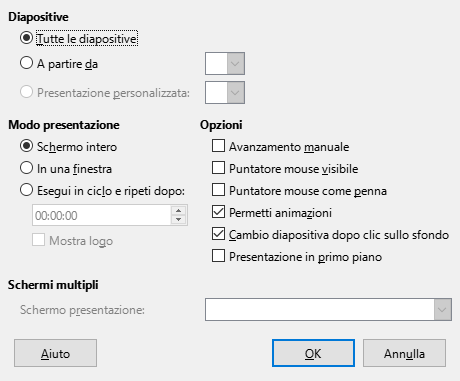 Diapositive
Tutte le diapositive
A partire da
Presentazione personalizzata:
Modo presentazione
Schermo intero
In una finestra
Esegui in ciclo e ripeti dopo:
00:00:00
Mostra logo
Opzioni
Avanzamento manuale
Puntatore mouse visibile
Puntatore mouse come penna
Permetti animazioni
Cambio diapositiva dopo clic sullo sfondo
Presentazione in primo piano
Schermi multipli
Schermo presentazione:
Aiuto
OK
Annulla